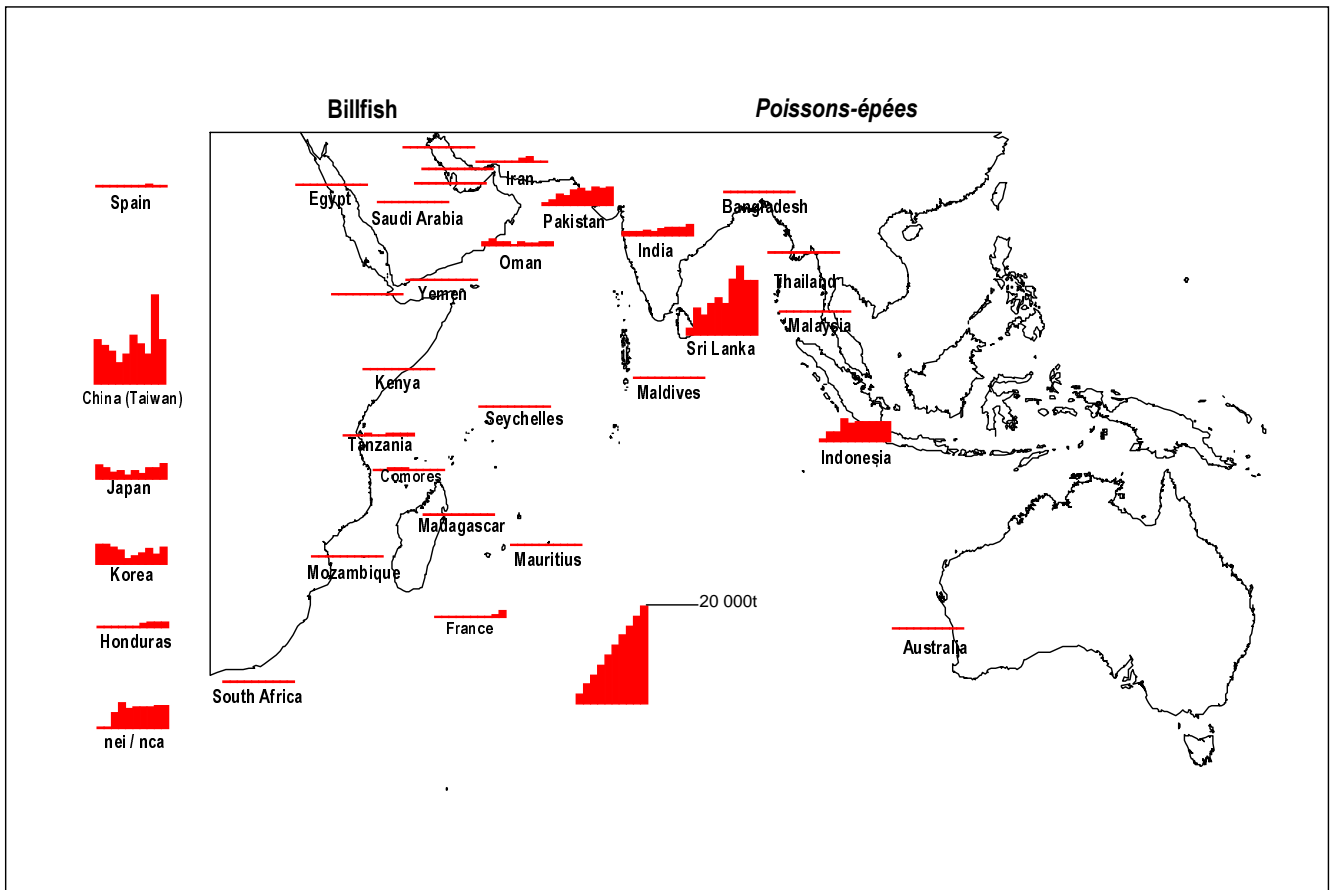 Billfish
Poissons-épées
Spain
Egypt
Saudi Arabia
Iran
Pakistan
India
Bangladesh
Oman
Yemen
Thailand
Sri Lanka
Malaysia
China (Taiwan)
Kenya
Maldives
Seychelles
Tanzania
Indonesia
Comores
Japan
Madagascar
Mauritius
Korea
Mozambique
20 000t
Honduras
France
Australia
South Africa
nei / nca